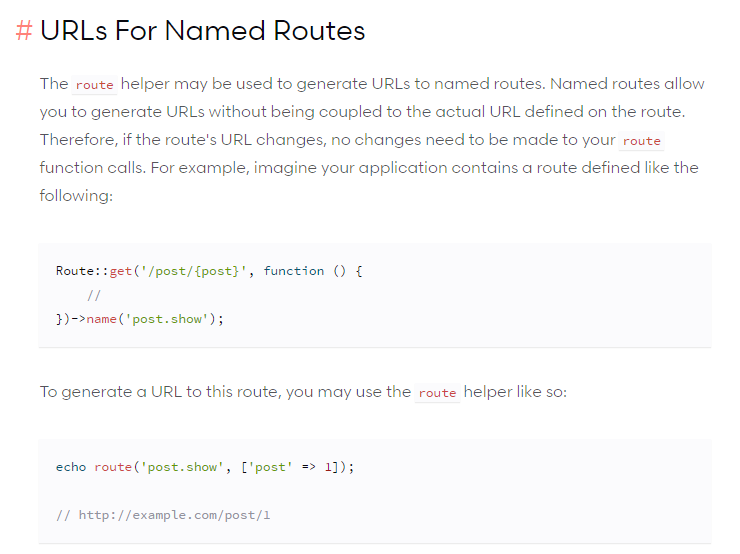 # URLs For Named Routes
The route helper may be used to generate URLs to named routes. Named routes allow
you to generate URLs without being coupled to the actual URL defined on the route.
Therefore, if the route's URL changes, no changes need to be made to your route
function calls. For example, imagine your application contains a route defined like the
following:
Route::get('/post/{post}', function () {
    //
})->name('post.show');
To generate a URL to this route, you may use the route helper like so:
echo route('post.show', ['post' => 1]);
// http://example.com/post/1